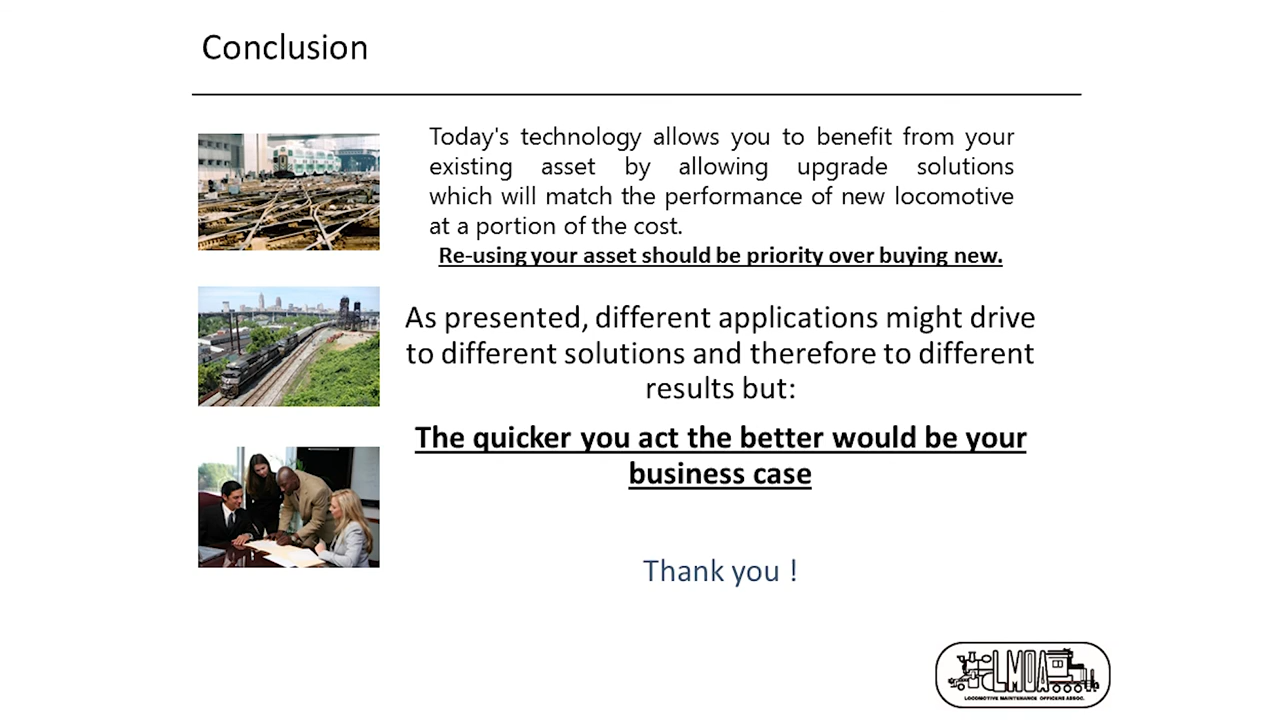 Conclusion
Today's technology allows you to benefit from your
existing asset by allowing upgrade solutions
which will match the performance of new locomotive
at a portion of the cost.
Re-using your asset should be priority over buying new.
As presented, different applications might drive
to different solutions and therefore to different
results but:
The quicker you act the better would be your
business case
Thank you !
LMOA
LOCOMOTIVE MAINTENANCE OFFICERS ASSOC.